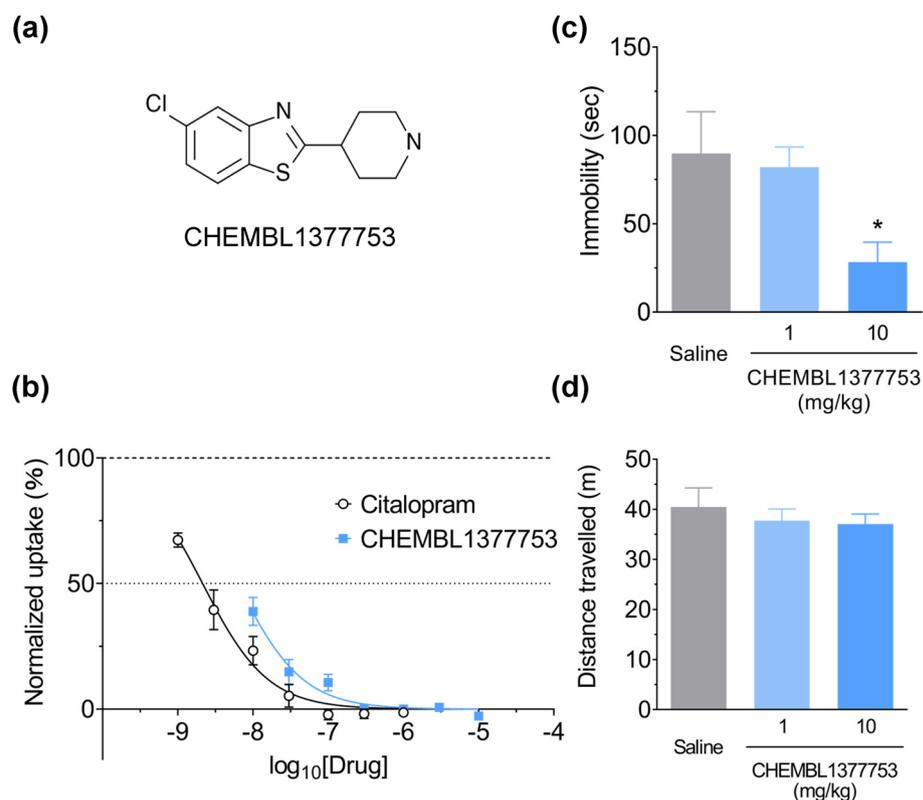 (a)
Cl
N
S
N
CHEMBL1377753
(b)
Normalized uptake (%)
100
50
0
Citalopram
CHEMBL1377753
-9 -8 -7 -6 -5 -4
log10[Drug]
(c)
Immobility (sec)
150
100
50
0
*
Saline
1 10
CHEMBL1377753
(mg/kg)
(d)
Distance travelled (m)
50
40
30
20
10
0
Saline
1 10
CHEMBL1377753
(mg/kg)